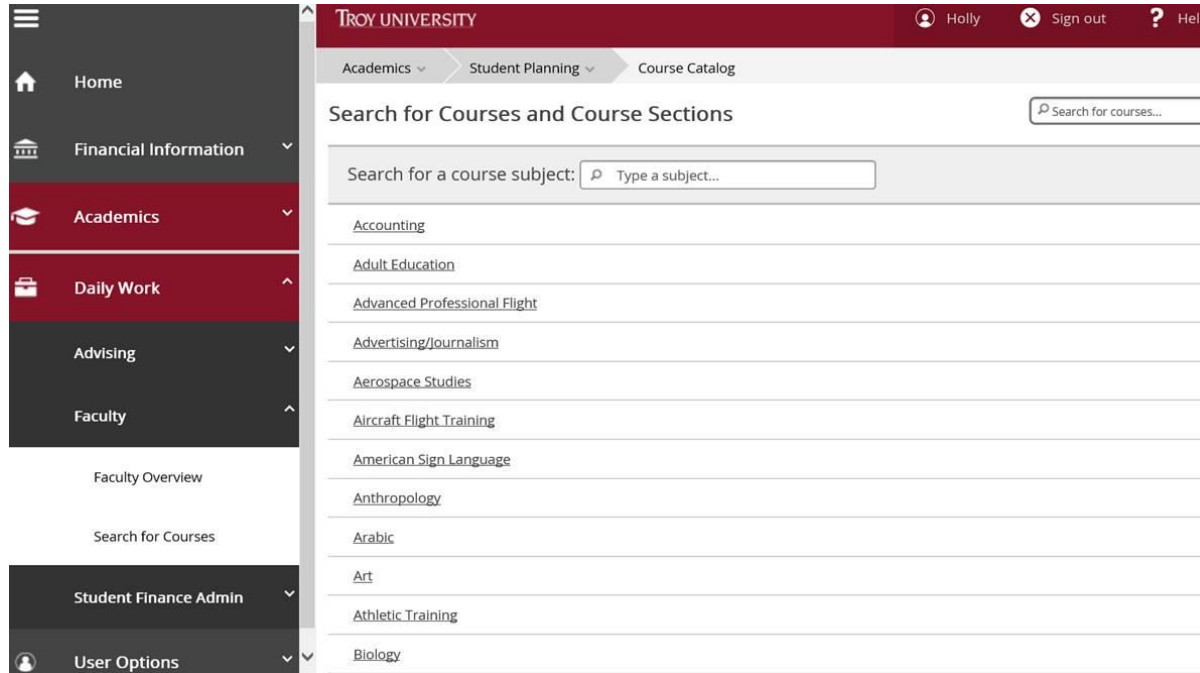 TROY UNIVERSITY
Holly
Sign out
? Hel
Home
Financial Information
Academics
Daily Work
Advising
Faculty
Faculty Overview
Search for Courses
Student Finance Admin
User Options
Academics
Student Planning
Course Catalog
Search for Courses and Course Sections
Search for courses...
Search for a course subject: Type a subject...
Accounting
Adult Education
Advanced Professional Flight
Advertising/Journalism
Aerospace Studies
Aircraft Flight Training
American Sign Language
Anthropology
Arabic
Art
Athletic Training
Biology